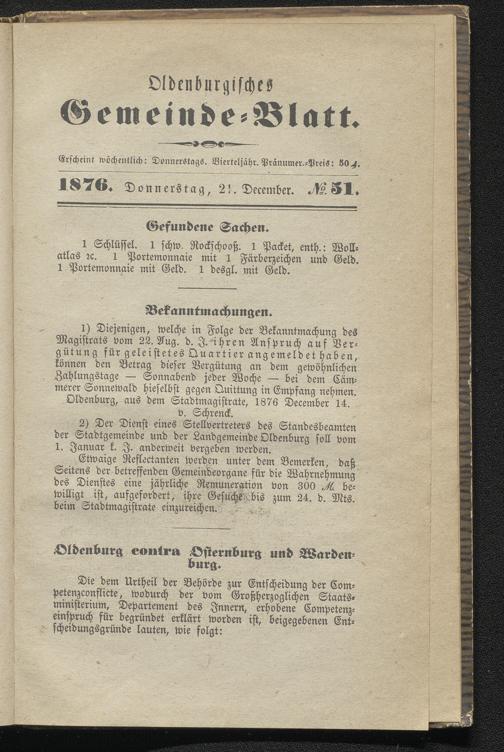 Oldenburgisches
Gemeinde-Blatt.
Erscheint wöchentlich: Donnerstags. Vierteljähr. Pränumer.-Preis: 50 ₰.
1876. Donnerstag, 21. December. № 51.
Gefundene Sachen.
1 Schlüssel. 1 schw. Rockschooß. 1 Packet, enth.: Woll-
atlas ꝛc. 1 Portemonnaie mit 1 Färberzeichen und Geld.
1 Portemonnaie mit Geld. 1 desgl. mit Geld.
Bekanntmachungen.
1) Diejenigen, welche in Folge der Bekanntmachung des
Magistrats vom 22. Aug. d. J. ihren Anspruch auf Ver-
gütung für geleistetes Quartier angemeldet haben,
können den Betrag dieser Vergütung an dem gewöhnlichen
Zahlungstage — Sonnabend jeder Woche — bei dem Cäm-
merer Sonnewald hieselbst gegen Quittung in Empfang nehmen.
Oldenburg, aus dem Stadtmagistrate, 1876 December 14.
v. Schrenck.
2) Der Dienst eines Stellvertreters des Standesbeamten
der Stadtgemeinde und der Landgemeinde Oldenburg soll vom
1. Januar k. J. anderweit vergeben werden.
Etwaige Reflectanten werden unter dem Bemerken, daß
Seitens der betreffenden Gemeindeorgane für die Wahrnehmung
des Dienstes eine jährliche Remuneration von 300 ℳ be-
willigt ist, aufgefordert, ihre Gesuche bis zum 24. d. Mts.
beim Stadtmagistrate einzureichen.
Oldenburg contra Osternburg und Warden-
burg.
Die dem Urtheil der Behörde zur Entscheidung der Com-
petenzconflicte, wodurch der vom Großherzoglichen Staats-
ministerium, Departement des Innern, erhobene Competenz-
einspruch für begründet erklärt worden ist, beigegebenen Ent-
scheidungsgründe lauten, wie folgt: